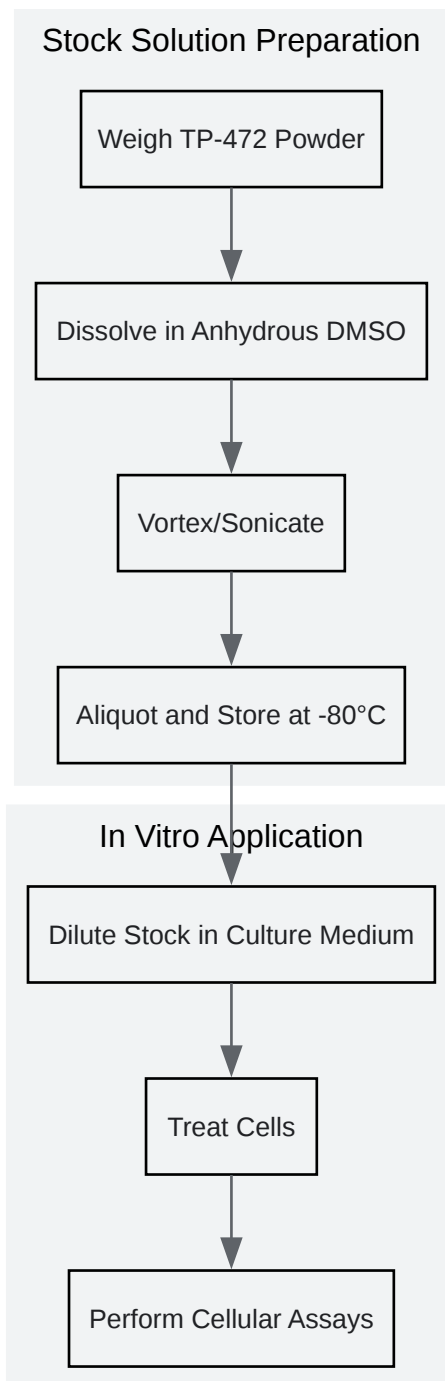 Stock Solution Preparation
Weigh TP-472 Powder
Dissolve in Anhydrous DMSO
Vortex/Sonicate
Aliquot and Store at -80°C
In Vitro Application
Dilute Stock in Culture Medium
Treat Cells
Perform Cellular Assays